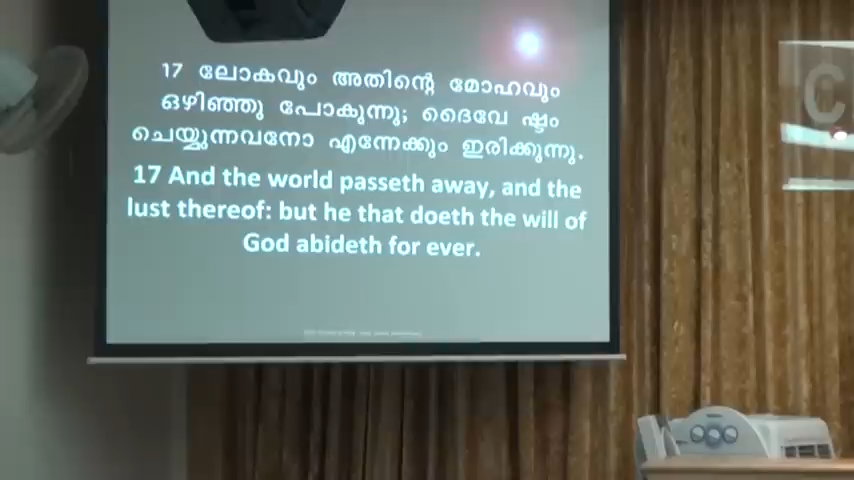 17 ലോകവും അതിന്റെ മോഹവും
ഒഴിഞ്ഞു പോകുന്നു; ദൈവേ ഷ്ടം
ചെയ്യുന്നവനോ എന്നേക്കും ഇരിക്കുന്നു.
17 And the world passeth away, and the
lust thereof: but he that doeth the will of
God abideth for ever.
C